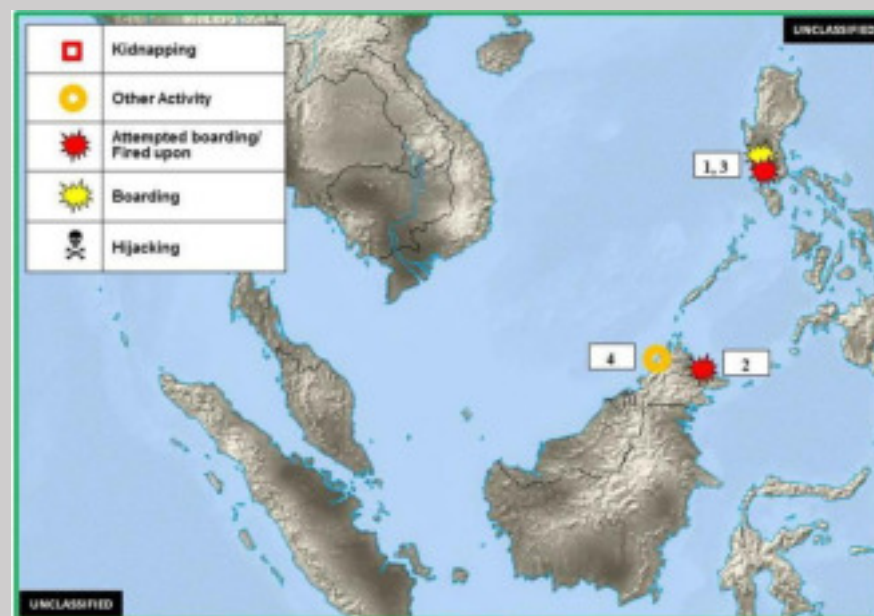 UNCLASSIFIED
Kidnapping
Other Activity
Attempted boarding/
Fired upon
Boarding
Hijacking
1, 3
4
2
UNCLASSIFIED